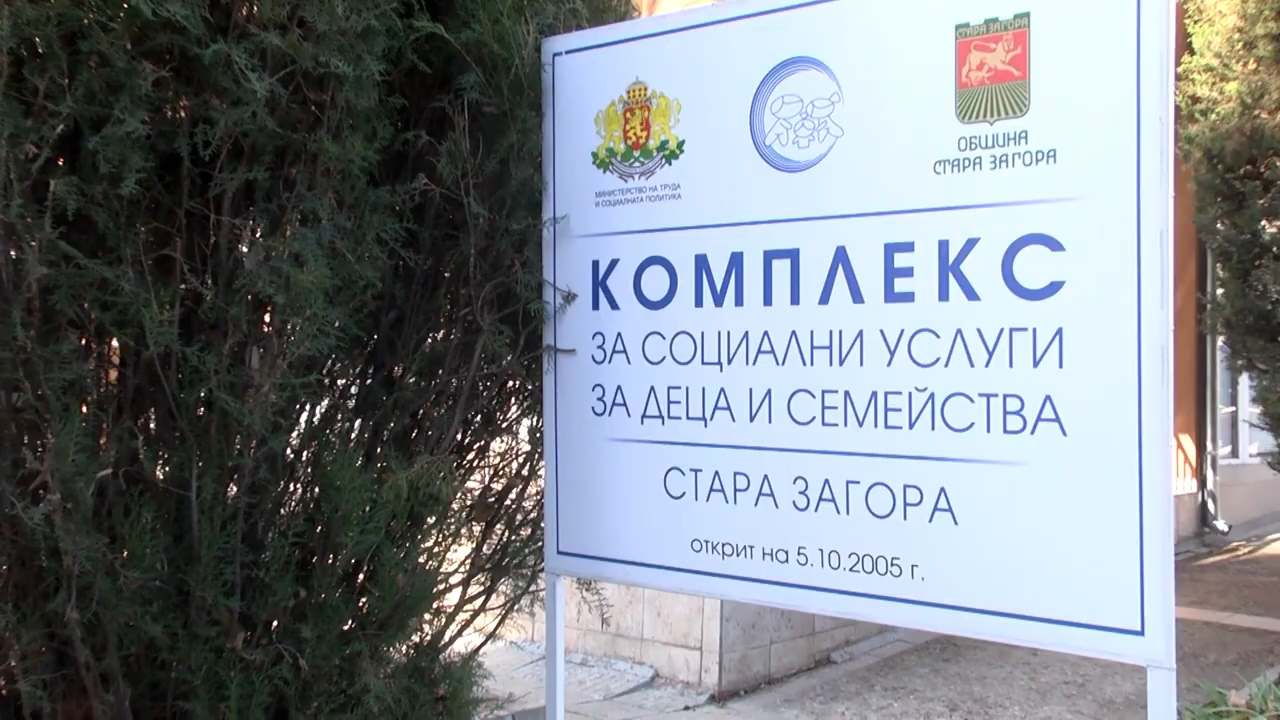 СТАРА ЗАГОРА
МИНИСТЕРСТВО НА ТРУДА
И СОЦИАЛНАТА ПОЛИТИКА
ОБЩИНА
СТАРА ЗАГОРА
КОМПЛЕКС
ЗА СОЦИАЛНИ УСЛУГИ
ЗА ДЕЦА И СЕМЕЙСТВА
СТАРА ЗАГОРА
открит на 5.10.2005 г.